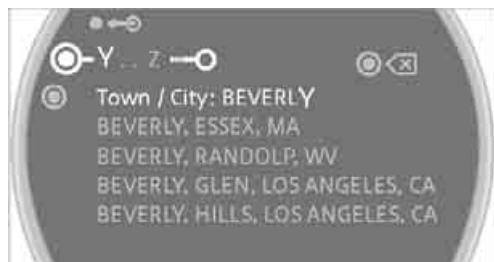 Y .. Z
Town / City: BEVERLY
BEVERLY, ESSEX, MA
BEVERLY, RANDOLP, WV
BEVERLY, GLEN, LOS ANGELES, CA
BEVERLY, HILLS, LOS ANGELES, CA